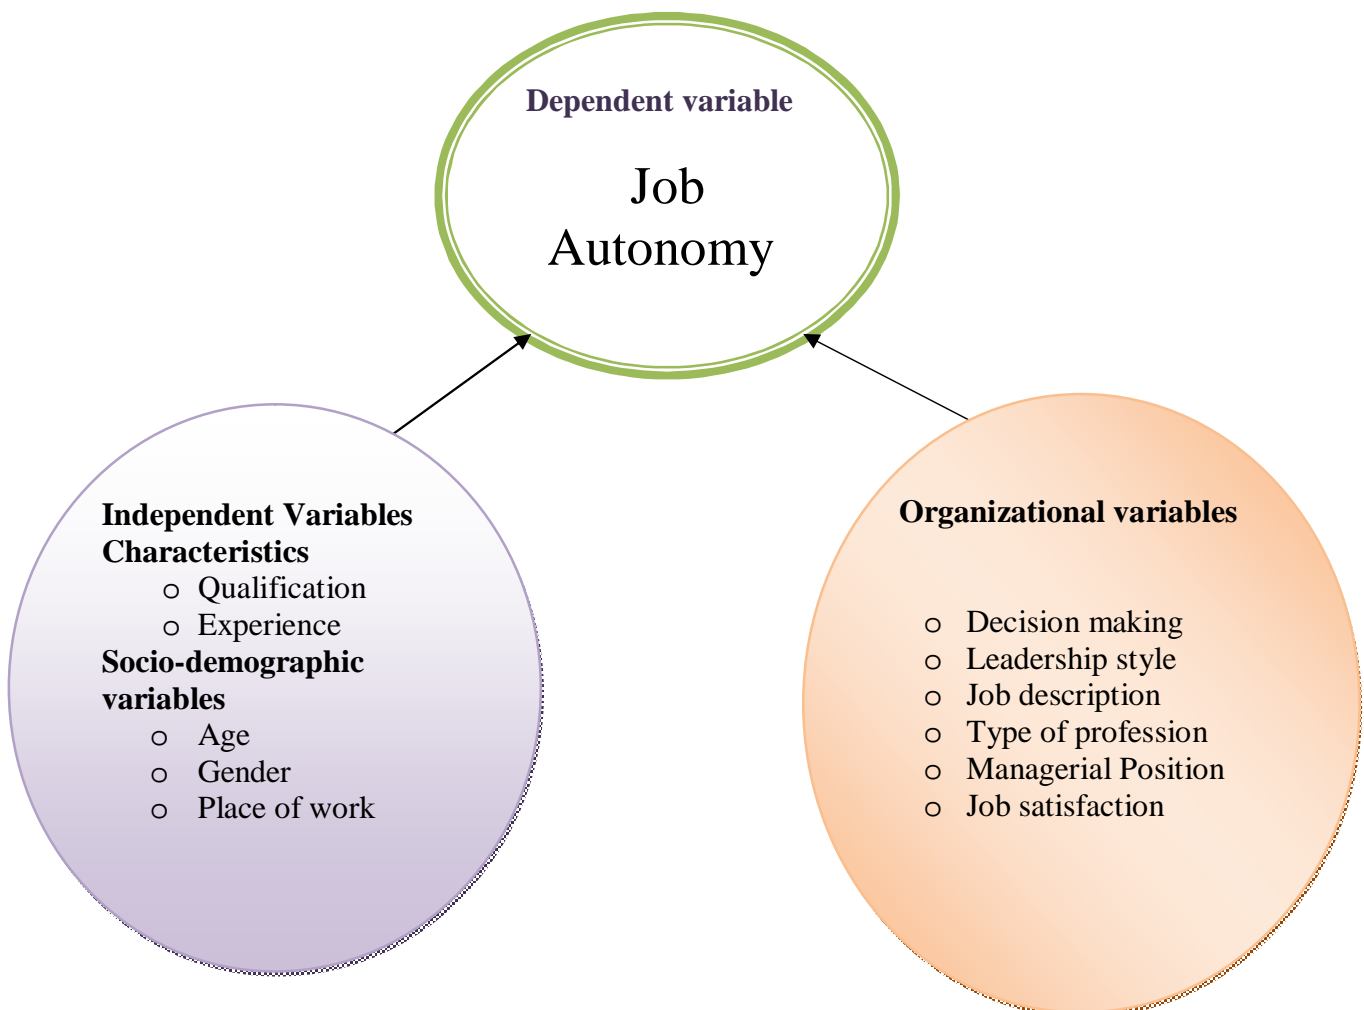 Dependent variable
Job
Autonomy
Independent Variables
Characteristics
o Qualification
o Experience
Socio-demographic
variables
o Age
o Gender
o Place of work
Organizational variables
o Decision making
o Leadership style
o Job description
o Type of profession
o Managerial Position
o Job satisfaction